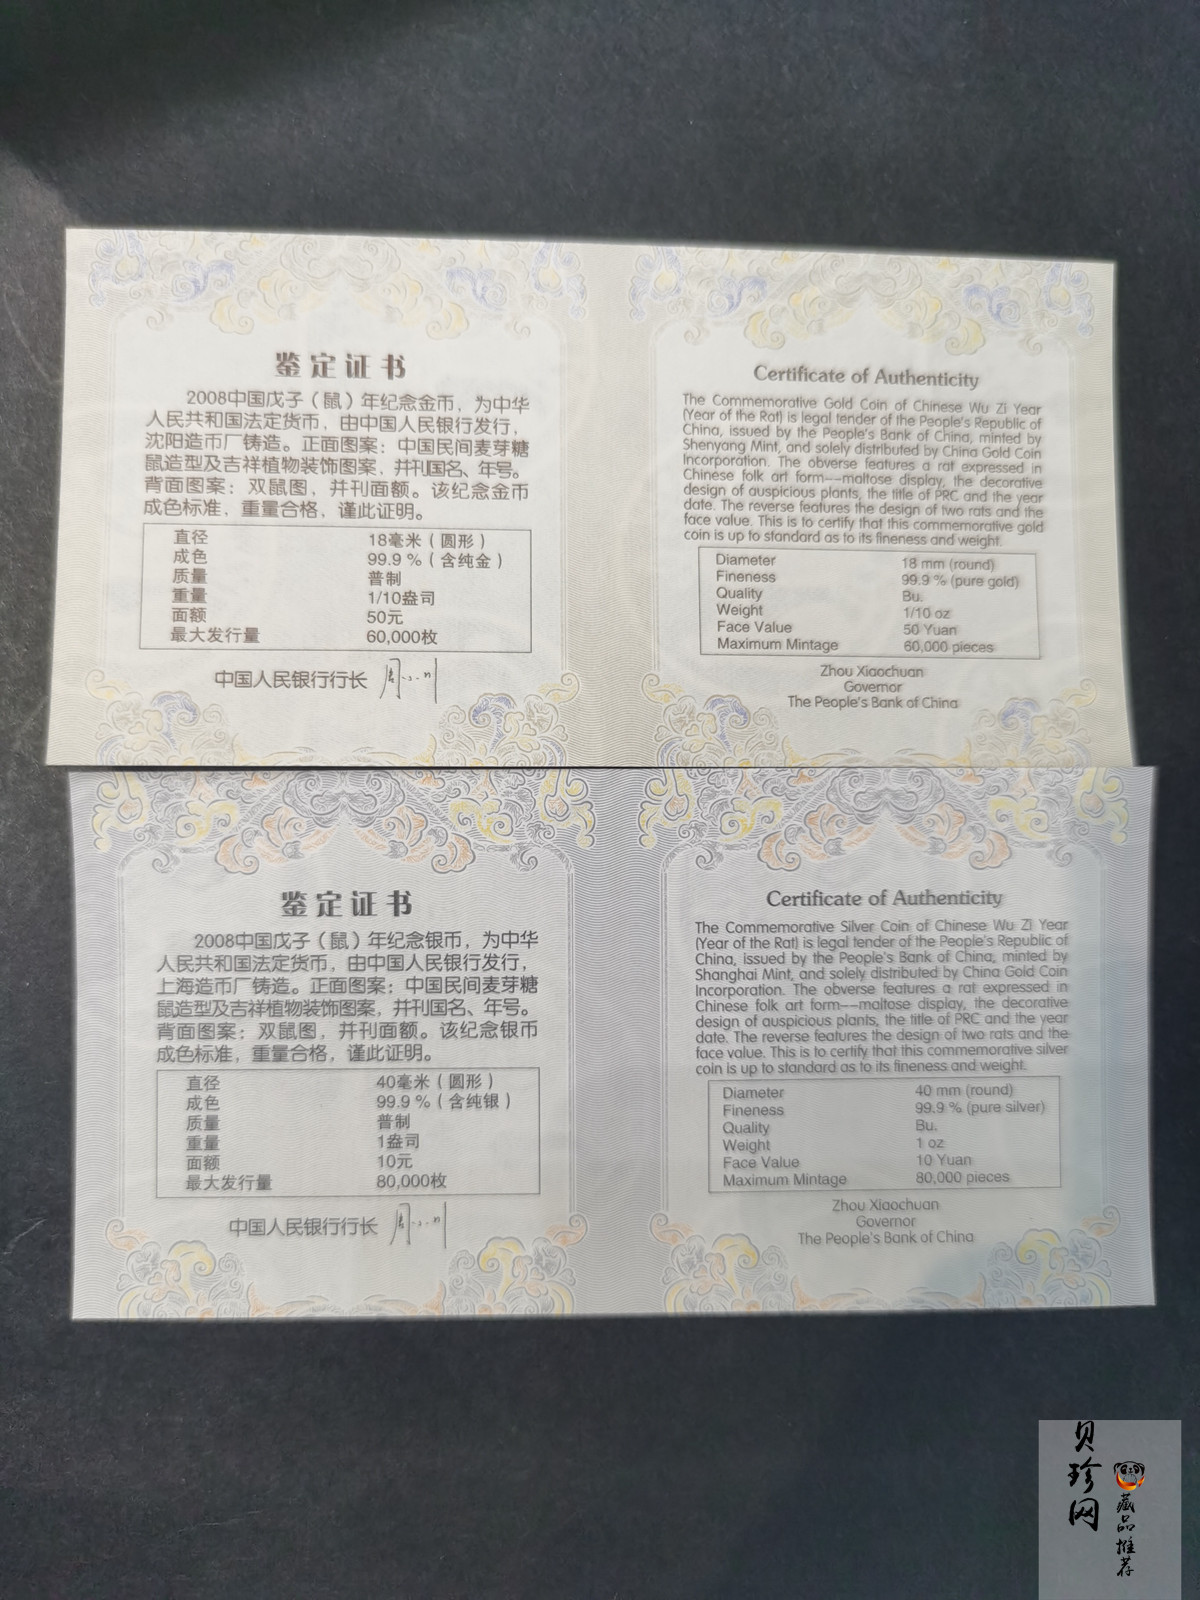 鉴定证书
2008中国戊子（鼠）年纪念金币，为中华
人民共和国法定货币，由中国人民银行发行，
沈阳造币厂铸造。正面图案：中国民间麦芽糖
鼠造型及吉祥植物装饰图案，并刊国名、年号。
背面图案：双鼠图，并刊面额。该纪念金币
成色标准，重量合格，谨此证明。
直径 18毫米（圆形）
成色 99.9 %（含纯金）
质量 普制
重量 1/10盎司
面额 50元
最大发行量 60,000枚
中国人民银行行长
Certificate of Authenticity
The Commemorative Gold Coin of Chinese Wu Zi Year
(Year of the Rat) is legal tender of the People's Republic of
China, issued by the People's Bank of China, minted by
Shenyang Mint, and solely distributed by China Gold Coin
Incorporation. The obverse features a rat expressed in
Chinese folk art form——maltose display, the decorative
design of auspicious plants, the title of PRC and the year
date. The reverse features the design of two rats and the
face value. This is to certify that this commemorative gold
coin is up to standard as to its fineness and weight.
Diameter 18 mm (round)
Fineness 99.9 % (pure gold)
Quality Bu.
Weight 1/10 oz
Face Value 50 Yuan
Maximum Mintage 60,000 pieces
Zhou Xiaochuan
Governor
The People's Bank of China
鉴定证书
2008中国戊子（鼠）年纪念银币，为中华
人民共和国法定货币，由中国人民银行发行，
上海造币厂铸造。正面图案：中国民间麦芽糖
鼠造型及吉祥植物装饰图案，并刊国名、年号。
背面图案：双鼠图，并刊面额。该纪念银币
成色标准，重量合格，谨此证明。
直径 40毫米（圆形）
成色 99.9 %（含纯银）
质量 普制
重量 1盎司
面额 10元
最大发行量 80,000枚
中国人民银行行长
Certificate of Authenticity
The Commemorative Silver Coin of Chinese Wu Zi Year
(Year of the Rat) is legal tender of the People's Republic of
China, issued by the People's Bank of China, minted by
Shanghai Mint, and solely distributed by China Gold Coin
Incorporation. The obverse features a rat expressed in
Chinese folk art form——maltose display, the decorative
design of auspicious plants, the title of PRC and the year
date. The reverse features the design of two rats and the
face value. This is to certify that this commemorative silver
coin is up to standard as to its fineness and weight.
Diameter 40 mm (round)
Fineness 99.9 % (pure silver)
Quality Bu.
Weight 1 oz
Face Value 10 Yuan
Maximum Mintage 80,000 pieces
Zhou Xiaochuan
Governor
The People's Bank of China
贝珍网
藏品推荐